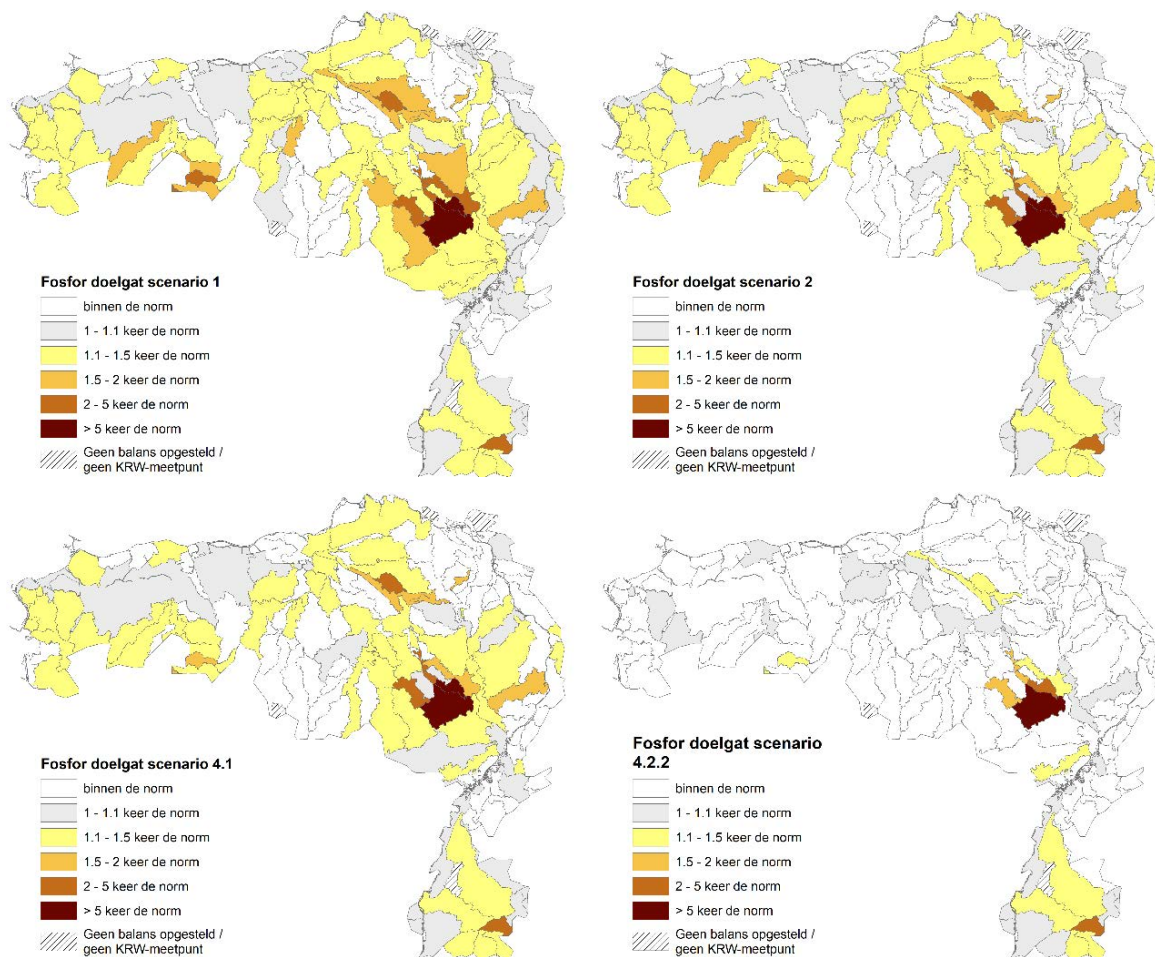 Fosfor doelgat scenario 1
binnen de norm
1 - 1.1 keer de norm
1.1 - 1.5 keer de norm
1.5 - 2 keer de norm
2 - 5 keer de norm
> 5 keer de norm
Geen balans opgesteld /
geen KRW-meetpunt
Fosfor doelgat scenario 2
binnen de norm
1 - 1.1 keer de norm
1.1 - 1.5 keer de norm
1.5 - 2 keer de norm
2 - 5 keer de norm
> 5 keer de norm
Geen balans opgesteld /
geen KRW-meetpunt
Fosfor doelgat scenario 4.1
binnen de norm
1 - 1.1 keer de norm
1.1 - 1.5 keer de norm
1.5 - 2 keer de norm
2 - 5 keer de norm
> 5 keer de norm
Geen balans opgesteld /
geen KRW-meetpunt
Fosfor doelgat scenario
4.2.2
binnen de norm
1 - 1.1 keer de norm
1.1 - 1.5 keer de norm
1.5 - 2 keer de norm
2 - 5 keer de norm
> 5 keer de norm
Geen balans opgesteld /
geen KRW-meetpunt